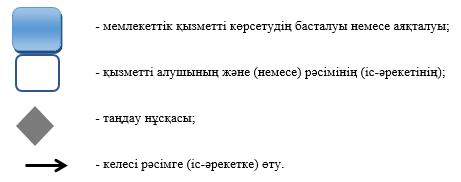 - мемлекеттік қызметті көрсетудің басталуы немесе аяқталуы;
- қызметті алушының және (немесе) рәсімінің (іс-әрекетінің);
- таңдау нұсқасы;
- келесі рәсімге (іс-әрекетке) өту.